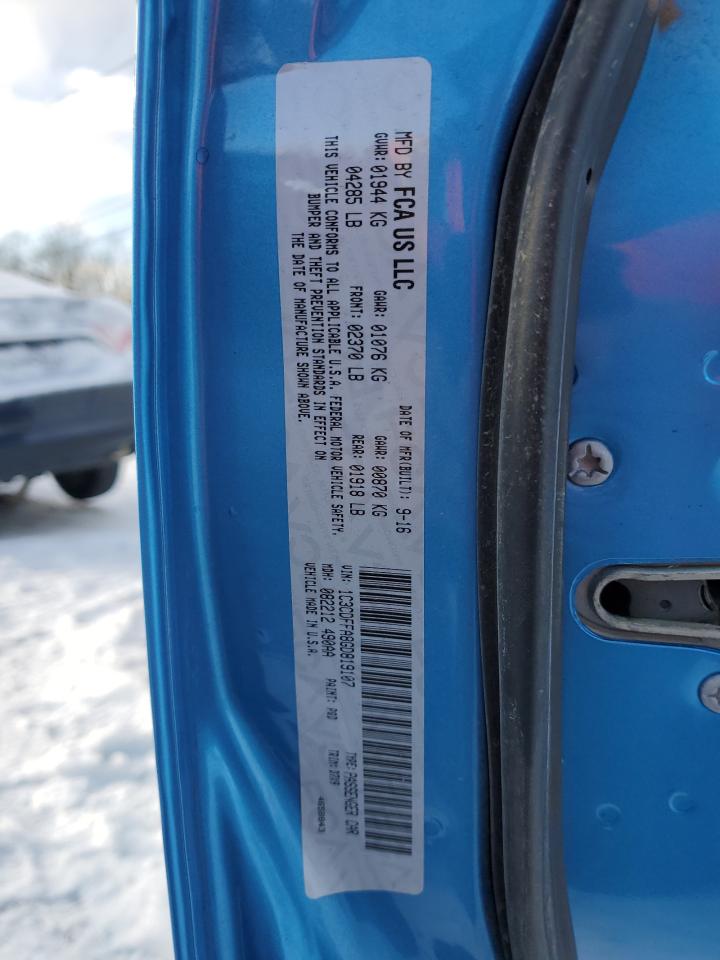 MFD BY FCA US LLC DATE OF MFR(BUILT): 9-16
GVWR: 01944 KG GAWR: 01076 KG GAWR: 00870 KG
04285 LB FRONT: 02370 LB REAR: 01918 LB
THIS VEHICLE CONFORMS TO ALL APPLICABLE U.S.A. FEDERAL MOTOR VEHICLE SAFETY,
BUMPER AND THEFT PREVENTION STANDARDS IN EFFECT ON
THE DATE OF MANUFACTURE SHOWN ABOVE.
VIN: 1C3CDFFA8GD819107 TYPE: PASSENGER CAR
MDH: 082212 490AA PAINT: PQD TRIM:
VEHICLE MADE IN U.S.A.